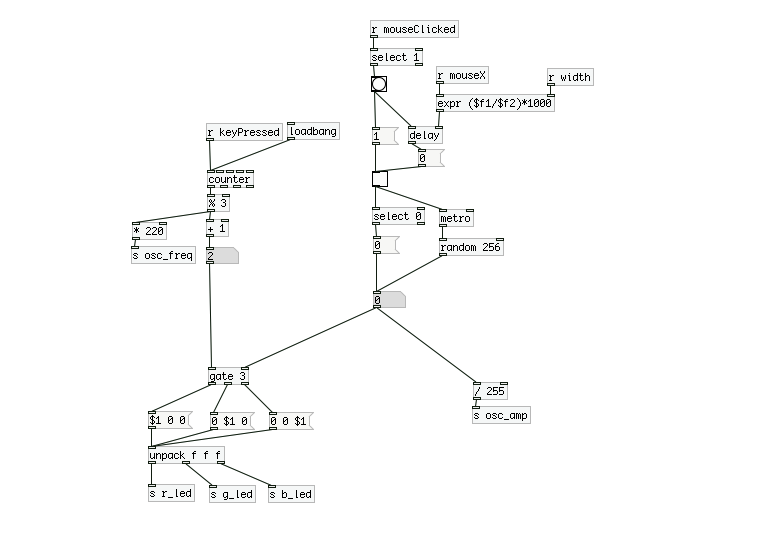 r mouseClicked
select 1
r mouseX
r width
expr ($f1/$f2)*1000
r keyPressed
loadbang
1
delay
0
counter
% 3
* 220
+ 1
select 0
metro
s osc_freq
2
0
random 256
0
gate 3
/ 255
s osc_amp
$1 0 0
0 $1 0
0 0 $1
unpack f f f
s r_led
s g_led
s b_led